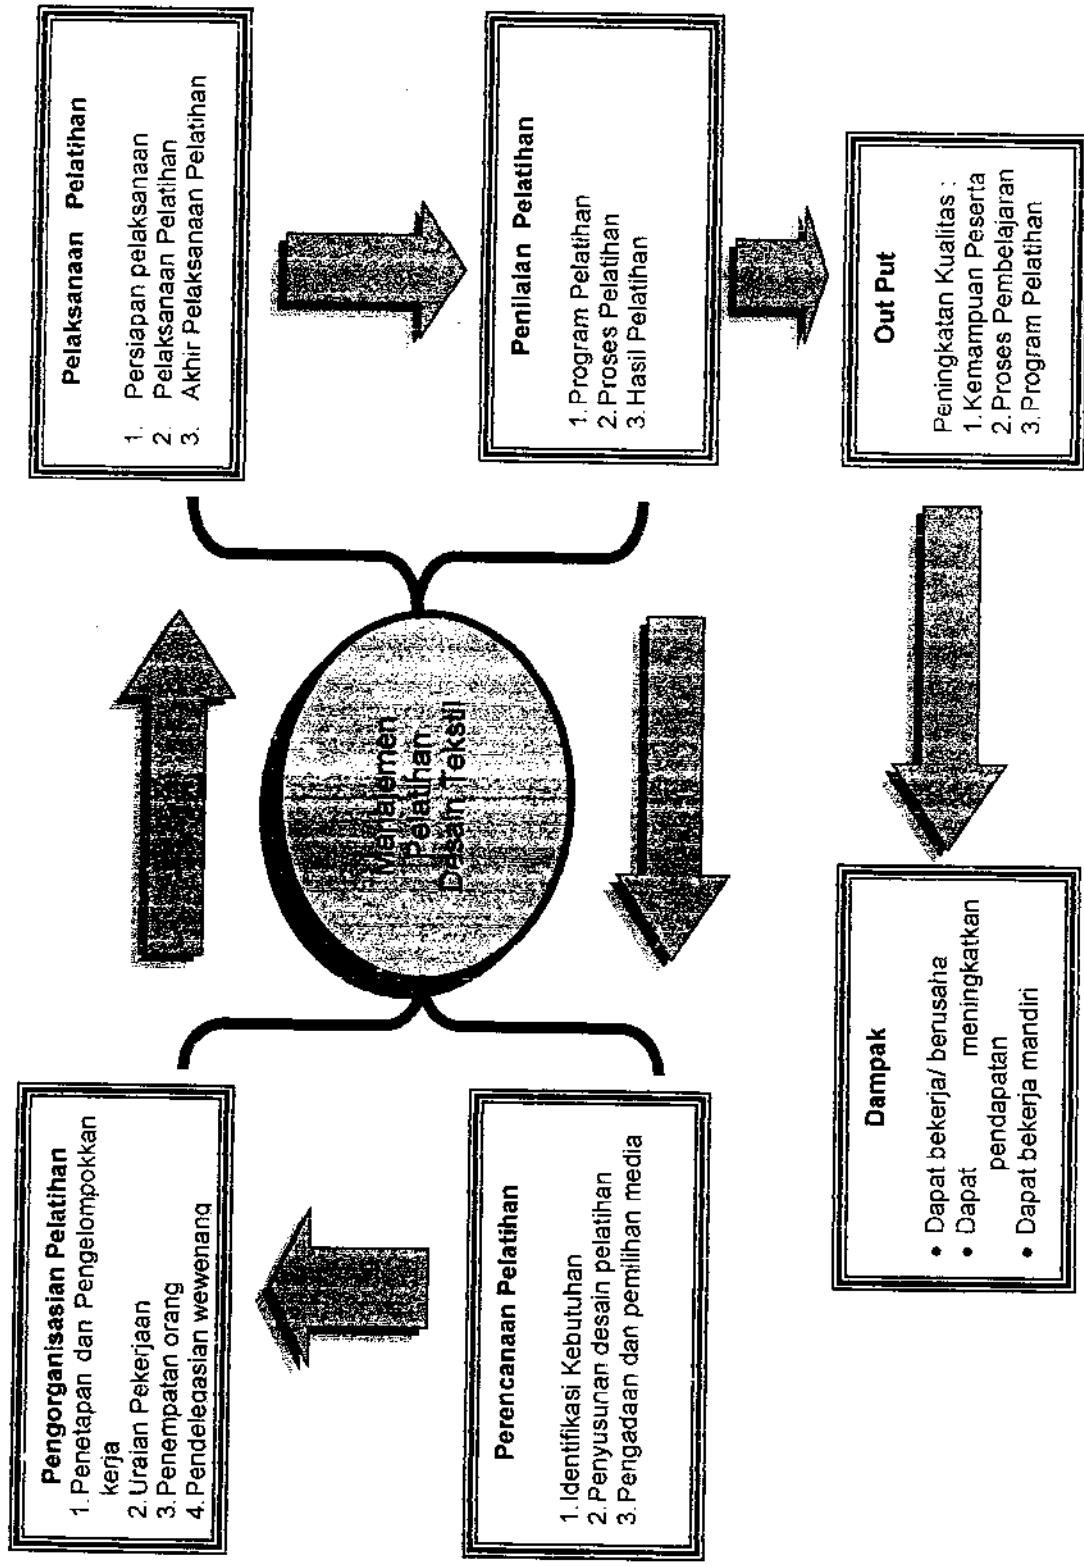 Pengorganisasian Pelatihan
1. Penetapan dan Pengelompokkan
kerja
2. Uraian Pekerjaan
3. Penempatan orang
4. Pendelegasian wewenang
Pelaksanaan Pelatihan
1. Persiapan pelaksanaan
2. Pelaksanaan Pelatihan
3. Akhir Pelaksanaan Pelatihan
Manajemen
Pelatihan
Desain Tekstil
Perencanaan Pelatihan
1. Identifikasi Kebutuhan
2. Penyusunan desain pelatihan
3. Pengadaan dan pemilihan media
Penilaian Pelatihan
1. Program Pelatihan
2. Proses Pelatihan
3. Hasil Pelatihan
Dampak
• Dapat bekerja/ berusaha
• Dapat meningkatkan
pendapatan
• Dapat bekerja mandiri
Out Put
Peningkatan Kualitas :
1. Kemampuan Peserta
2. Proses Pembelajaran
3. Program Pelatihan